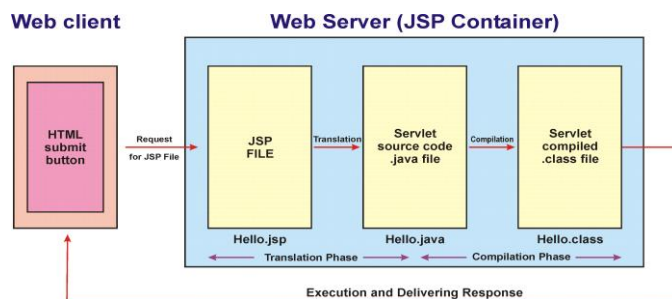 Web client
Web Server (JSP Container)
HTML
submit
button
Request
for JSP File
JSP
FILE
Translation
Servlet
source code
.java file
Compilation
Servlet
compiled
.class file
Hello.jsp
Hello.java
Hello.class
Translation Phase
Compilation Phase
Execution and Delivering Response